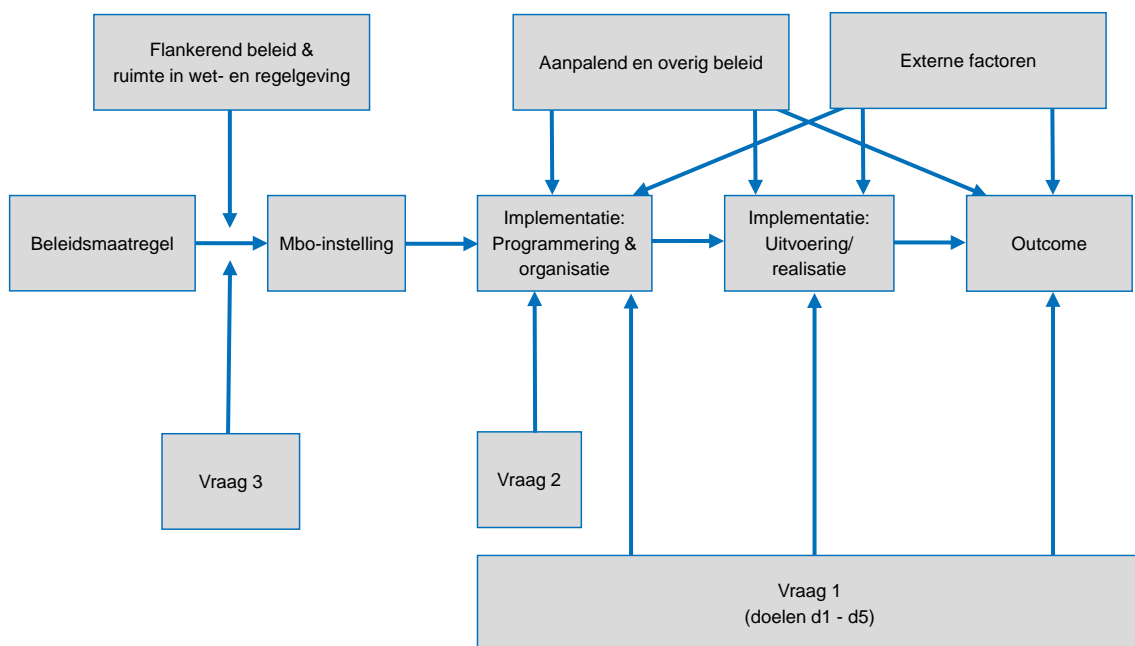 Flankerend beleid &
ruimte in wet- en regelgeving
Aanpalend en overig beleid
Externe factoren
Beleidsmaatregel
Mbo-instelling
Implementatie:
Programmering &
organisatie
Implementatie:
Uitvoering/
realisatie
Outcome
Vraag 3
Vraag 2
Vraag 1
(doelen d1 - d5)